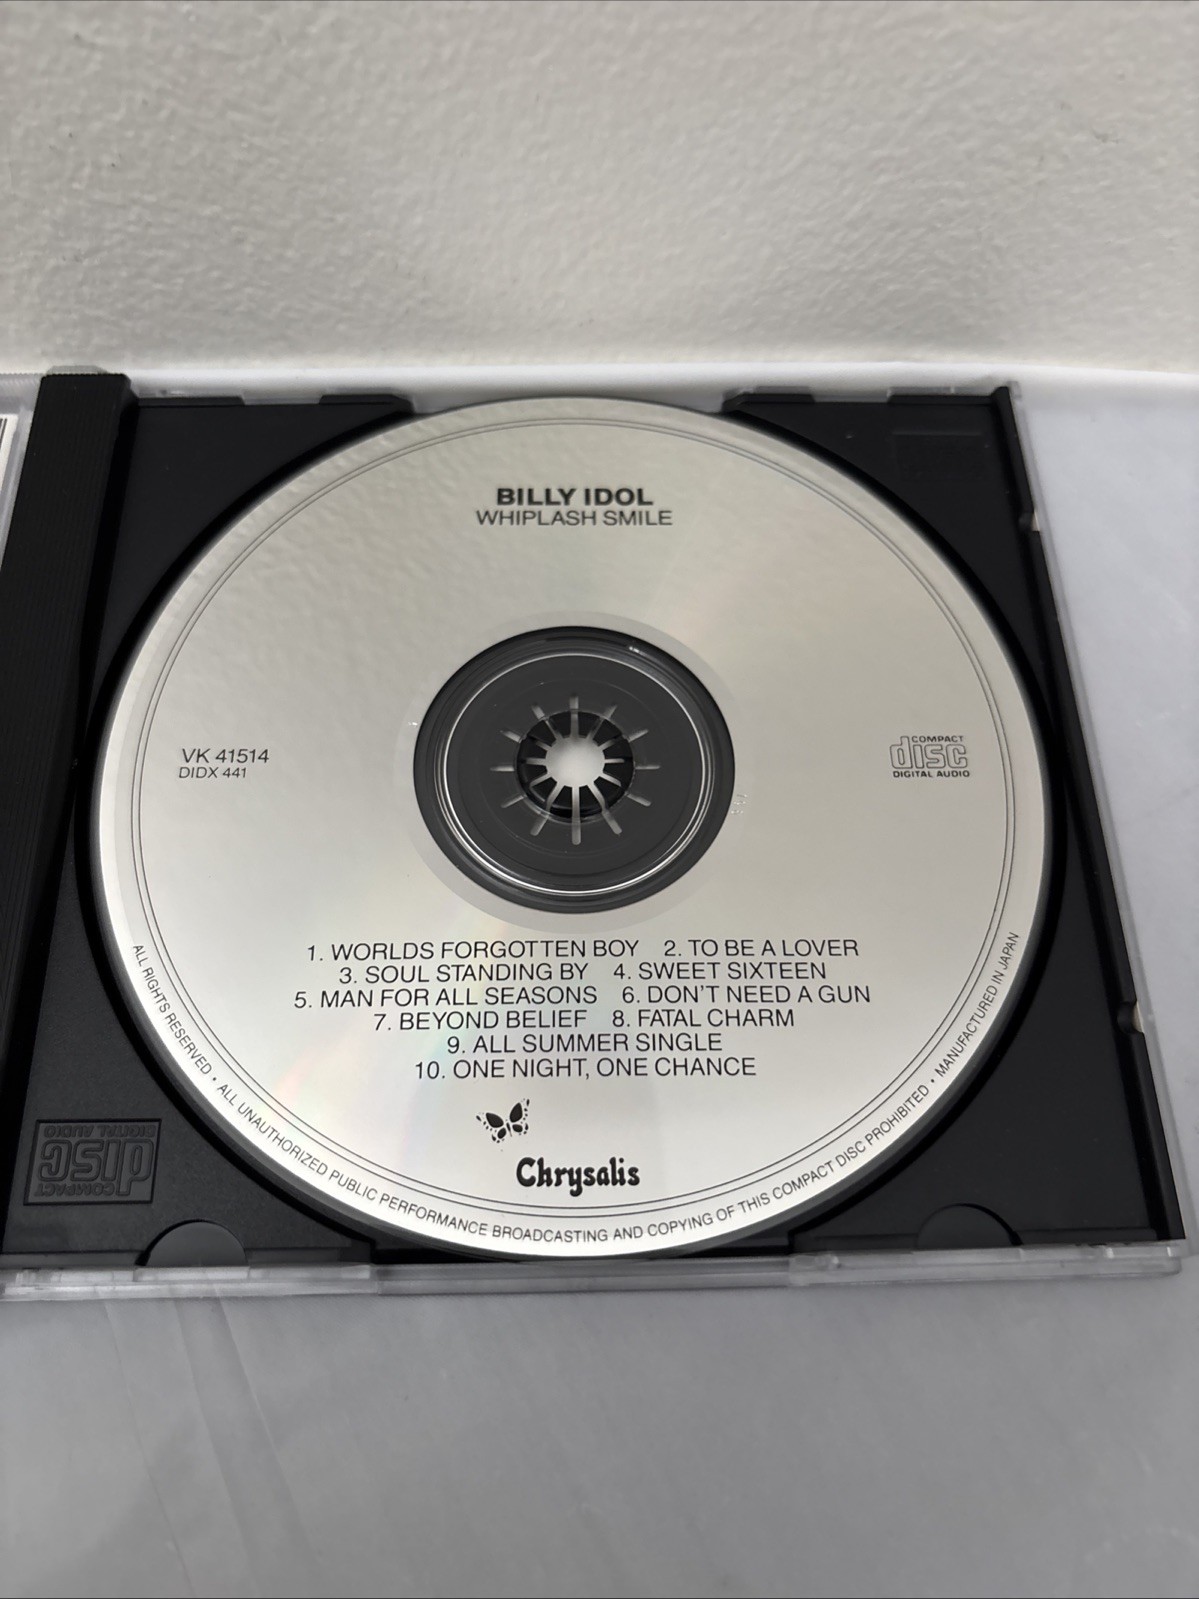 BILLY IDOL
WHIPLASH SMILE
VK 41514
DIDX 441
COMPACT
disc
DIGITAL AUDIO
1. WORLDS FORGOTTEN BOY 2. TO BE A LOVER
3. SOUL STANDING BY 4. SWEET SIXTEEN
5. MAN FOR ALL SEASONS 6. DON'T NEED A GUN
7. BEYOND BELIEF 8. FATAL CHARM
9. ALL SUMMER SINGLE
10. ONE NIGHT, ONE CHANCE
Chrysalis
ALL RIGHTS RESERVED • ALL UNAUTHORIZED PUBLIC PERFORMANCE BROADCASTING AND COPYING OF THIS COMPACT DISC PROHIBITED • MANUFACTURED IN JAPAN
COMPACT
disc
DIGITAL AUDIO